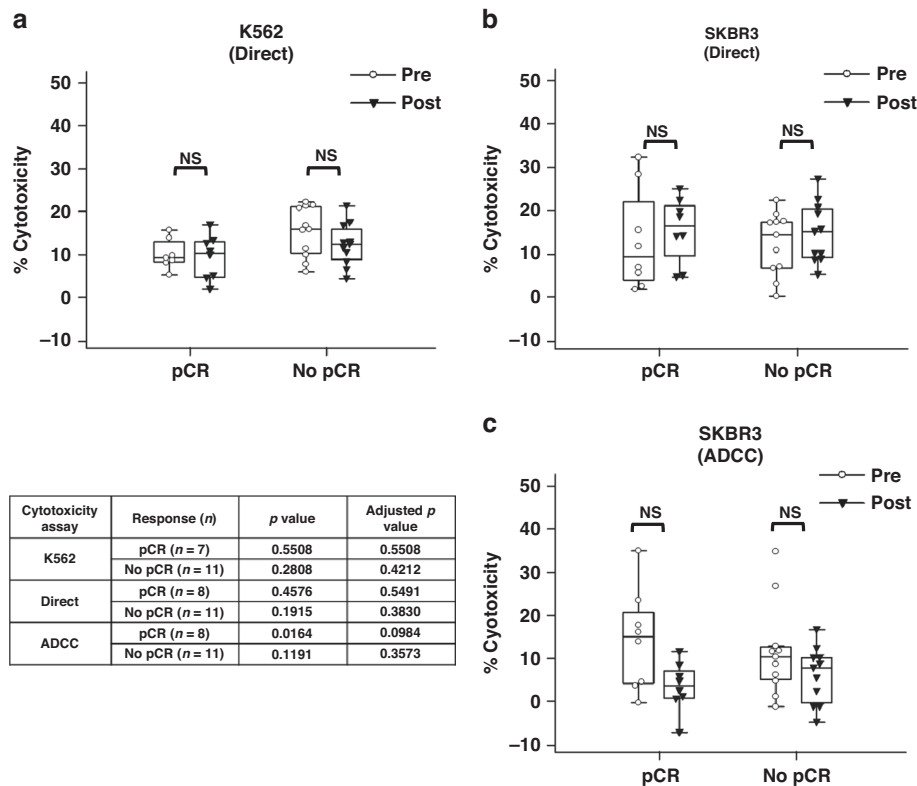 a
K562
(Direct)
50
40
30
20
10
0
–10
% Cytotoxicity
Pre
Post
NS
NS
pCR
No pCR
b
SKBR3
(Direct)
50
40
30
20
10
0
–10
% Cytotoxicity
Pre
Post
NS
NS
pCR
No pCR
Cytotoxicity assay Response (n) p value Adjusted p value
K562 pCR (n = 7) 0.5508 0.5508
No pCR (n = 11) 0.2808 0.4212
Direct pCR (n = 8) 0.4576 0.5491
No pCR (n = 11) 0.1915 0.3830
ADCC pCR (n = 8) 0.0164 0.0984
No pCR (n = 11) 0.1191 0.3573
c
SKBR3
(ADCC)
50
40
30
20
10
0
–10
% Cyotoxicity
Pre
Post
NS
NS
pCR
No pCR